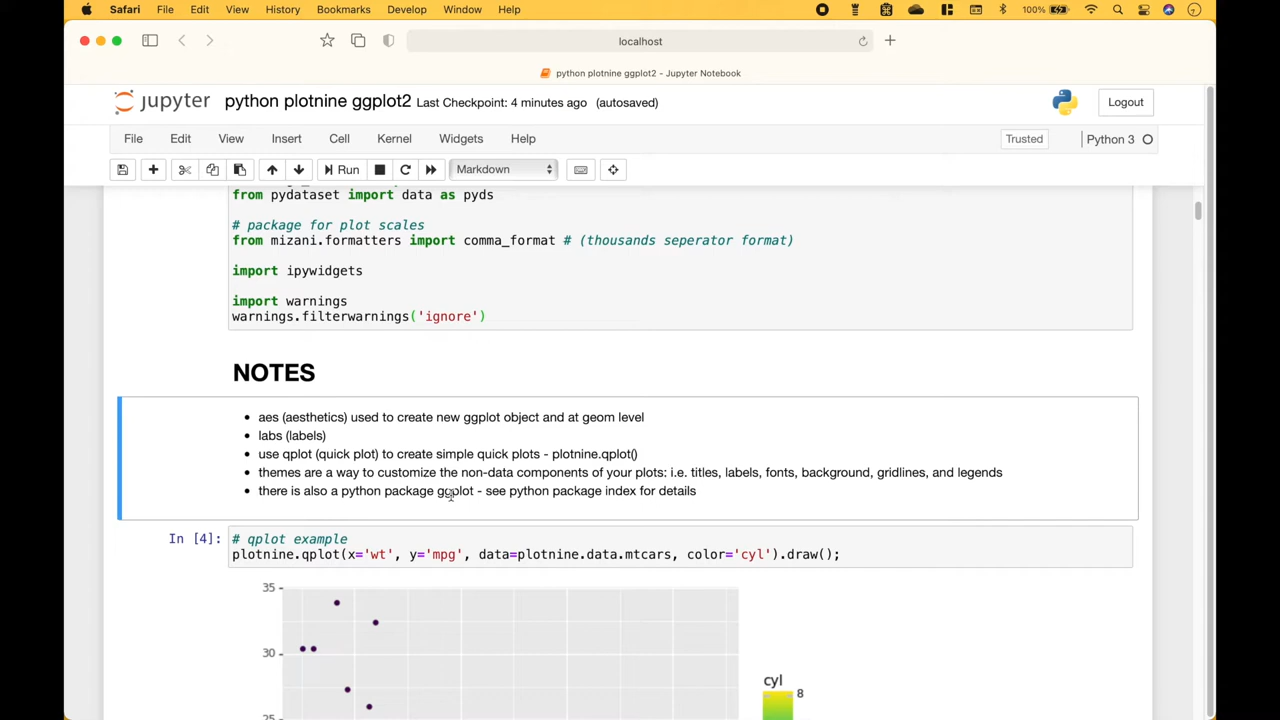 Safari File Edit View History Bookmarks Develop Window Help 100%
localhost
python plotnine ggplot2 - Jupyter Notebook
jupyter python plotnine ggplot2 Last Checkpoint: 4 minutes ago (autosaved) Logout
File Edit View Insert Cell Kernel Widgets Help Trusted Python 3
Run Markdown
from pydataset import data as pyds
# package for plot scales
from mizani.formatters import comma_format # (thousands seperator format)
import ipywidgets
import warnings
warnings.filterwarnings('ignore')
NOTES
• aes (aesthetics) used to create new ggplot object and at geom level
• labs (labels)
• use qplot (quick plot) to create simple quick plots - plotnine.qplot()
• themes are a way to customize the non-data components of your plots: i.e. titles, labels, fonts, background, gridlines, and legends
• there is also a python package ggplot - see python package index for details
In [4]: # qplot example
plotnine.qplot(x='wt', y='mpg', data=plotnine.data.mtcars, color='cyl').draw();
35
30
cyl
8
25